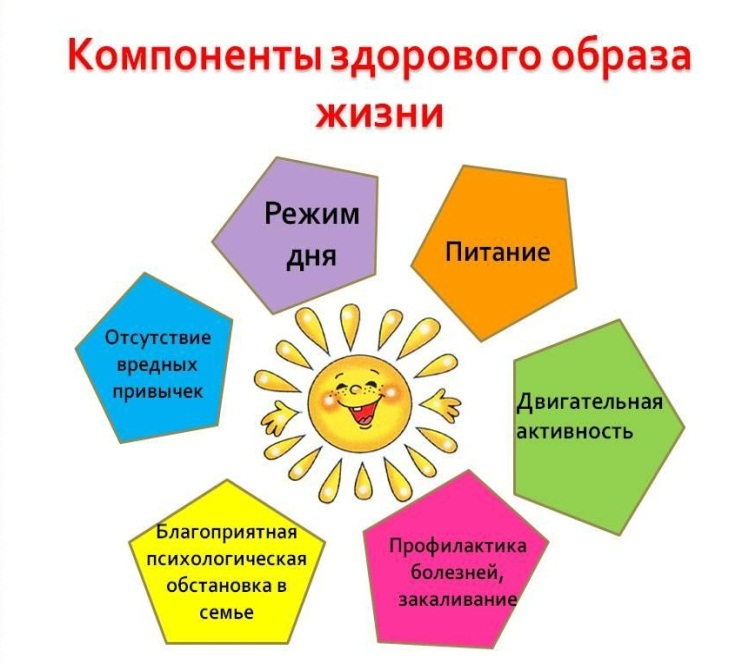 Компоненты здорового образа
жизни
Режим
дня
Питание
Отсутствие
вредных
привычек
Двигательная
активность
Благоприятная
психологическая
обстановка в
семье
Профилактика
болезней,
закаливание